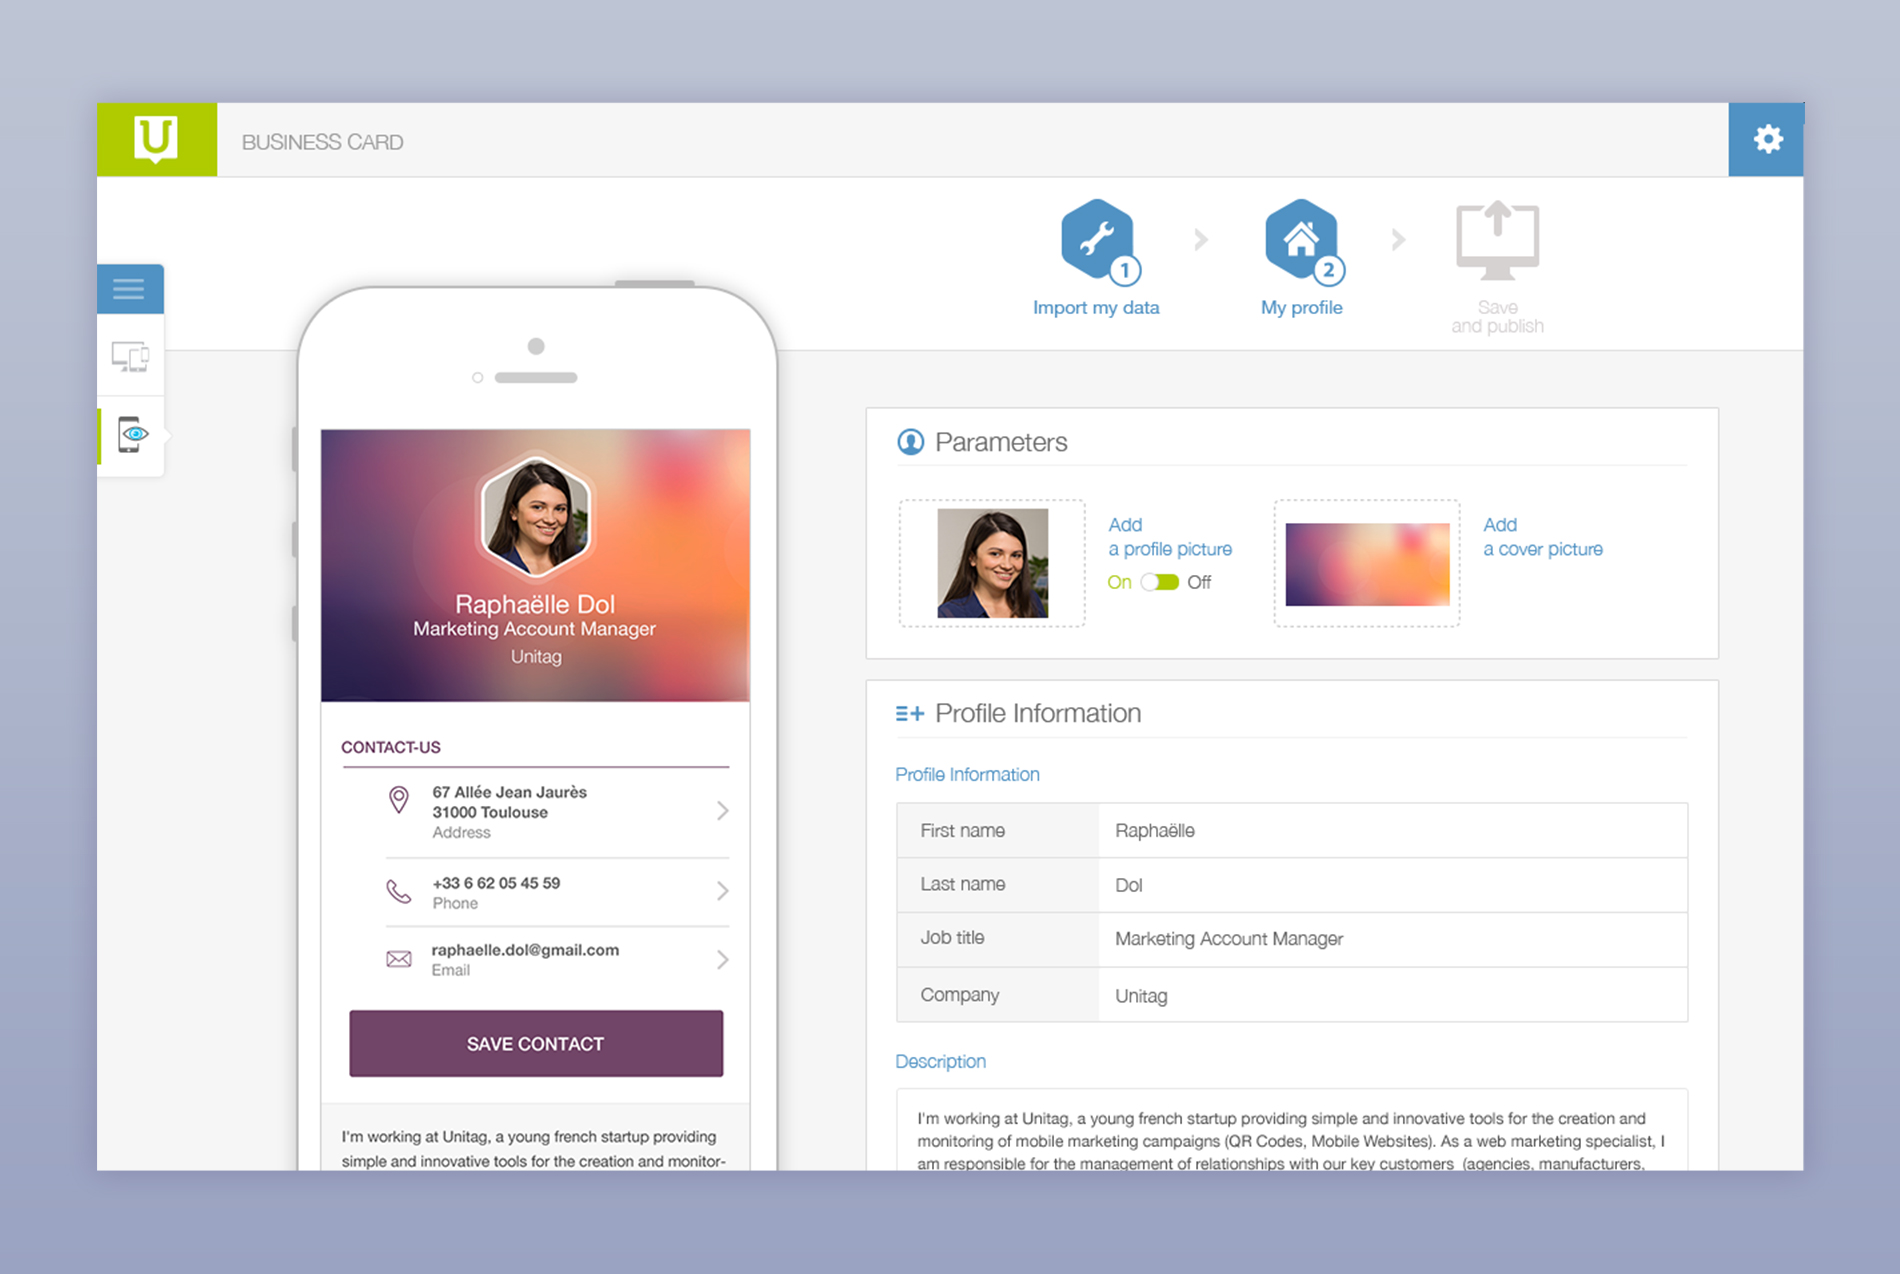 U
BUSINESS CARD
1
Import my data
2
My profile
Save
and publish
Raphaëlle Dol
Marketing Account Manager
Unitag
CONTACT-US
67 Allée Jean Jaurès
31000 Toulouse
Address
+33 6 62 05 45 59
Phone
raphaelle.dol@gmail.com
Email
SAVE CONTACT
I'm working at Unitag, a young french startup providing
simple and innovative tools for the creation and monitor-
Parameters
Add
a profile picture
On Off
Add
a cover picture
Profile Information
Profile Information
First name Raphaëlle
Last name Dol
Job title Marketing Account Manager
Company Unitag
Description
I'm working at Unitag, a young french startup providing simple and innovative tools for the creation and
monitoring of mobile marketing campaigns (QR Codes, Mobile Websites). As a web marketing specialist, I
am responsible for the management of relationships with our key customers (agencies, manufacturers,